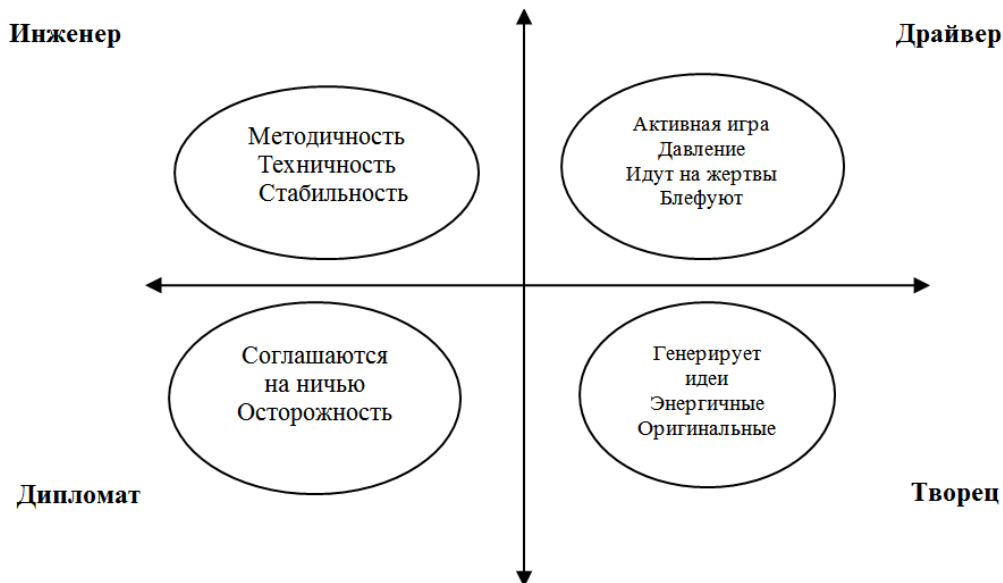 Инженер
Драйвер
Методичность
Техничность
Стабильность
Активная игра
Давление
Идут на жертвы
Блефуют
Соглашаются
на ничью
Осторожность
Генерирует
идеи
Энергичные
Оригинальные
Дипломат
Творец